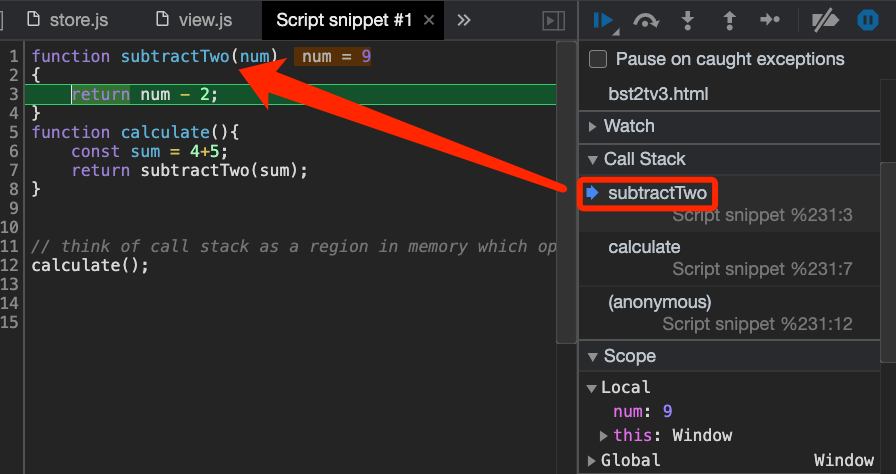 store.js view.js Script snippet #1 × »
1 function subtractTwo(num) num = 9
2 {
3 return num - 2;
4 }
5 function calculate(){
6 const sum = 4+5;
7 return subtractTwo(sum);
8 }
9
10
11 // think of call stack as a region in memory which op
12 calculate();
13
14
15
Pause on caught exceptions
bst2tv3.html
Watch
Call Stack
subtractTwo
Script snippet %231:3
calculate
Script snippet %231:7
(anonymous)
Script snippet %231:12
Scope
Local
num: 9
this: Window
Global Window